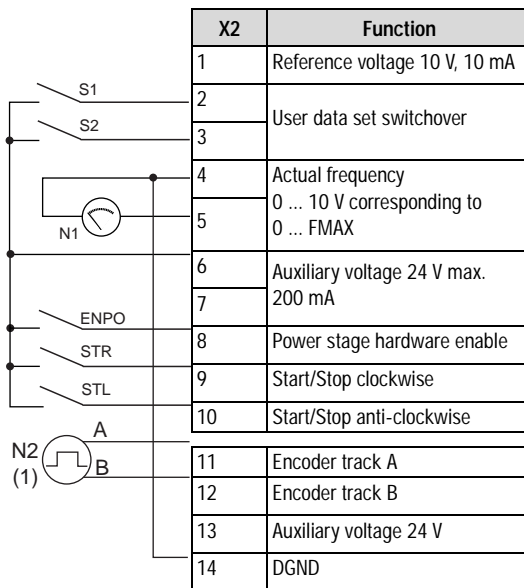 X2 Function
1 Reference voltage 10 V, 10 mA
S1
2
User data set switchover
S2
3
4 Actual frequency
0 ... 10 V corresponding to
0 ... FMAX
5
N1
6 Auxiliary voltage 24 V max.
200 mA
7
ENPO
8 Power stage hardware enable
STR
9 Start/Stop clockwise
STL
10 Start/Stop anti-clockwise
A
N2
(1)
B
11 Encoder track A
12 Encoder track B
13 Auxiliary voltage 24 V
14 DGND